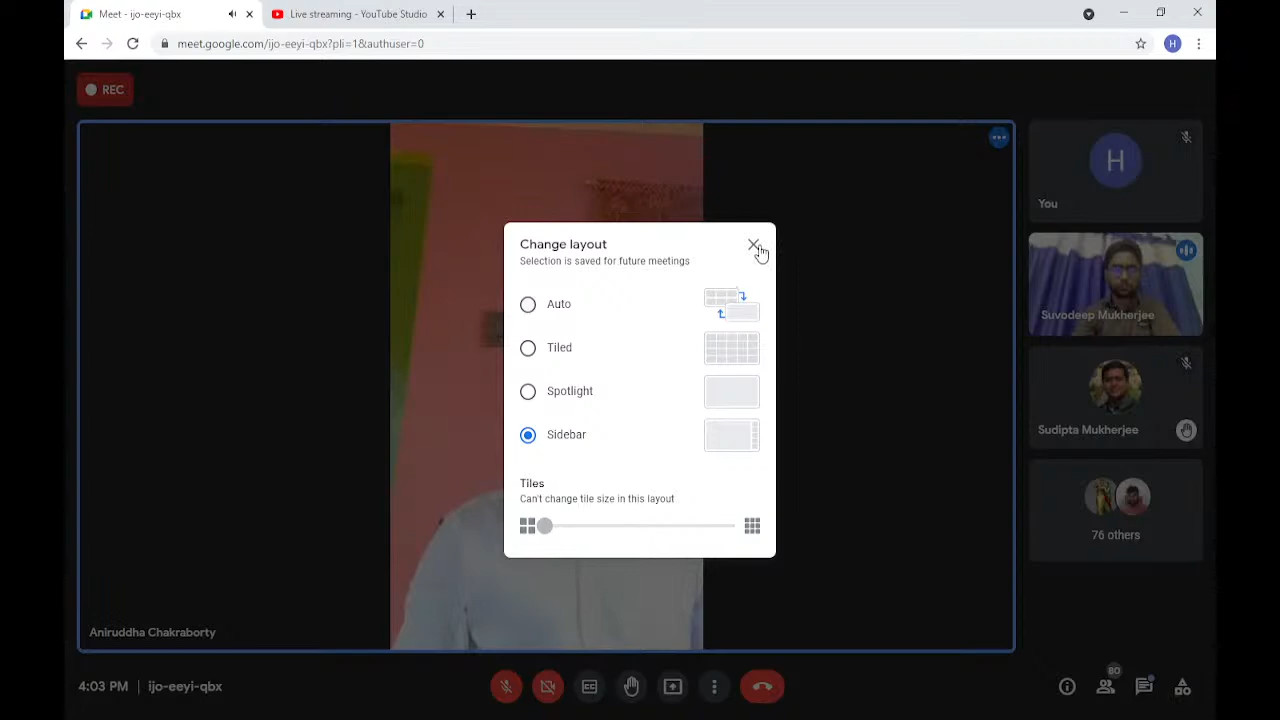 Meet - ijo-eeyi-qbx
Live streaming - YouTube Studio
meet.google.com/ijo-eeyi-qbx?pli=1&authuser=0
H
REC
H
You
Change layout
Selection is saved for future meetings
Auto
Tiled
Spotlight
Sidebar
Tiles
Can't change tile size in this layout
Suvodeep Mukherjee
Sudipta Mukherjee
76 others
Aniruddha Chakraborty
4:03 PM | ijo-eeyi-qbx
CC
80